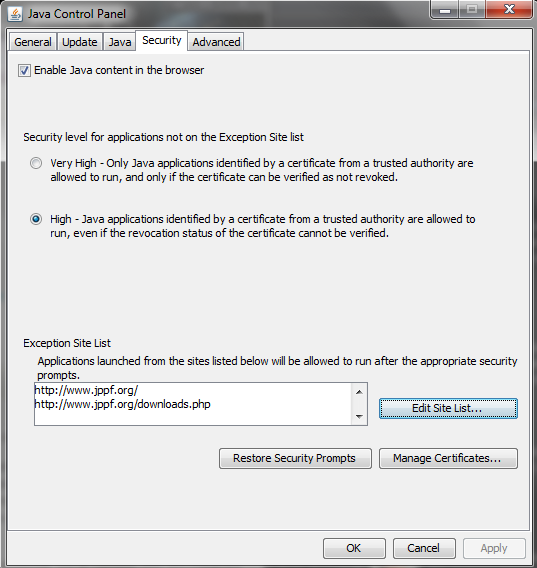 Java Control Panel
General Update Java Security Advanced
Enable Java content in the browser
Security level for applications not on the Exception Site list
Very High - Only Java applications identified by a certificate from a trusted authority are
allowed to run, and only if the certificate can be verified as not revoked.
High - Java applications identified by a certificate from a trusted authority are allowed to
run, even if the revocation status of the certificate cannot be verified.
Exception Site List
Applications launched from the sites listed below will be allowed to run after the appropriate security
prompts.
http://www.jppf.org/
http://www.jppf.org/downloads.php
Edit Site List...
Restore Security Prompts Manage Certificates...
OK Cancel Apply